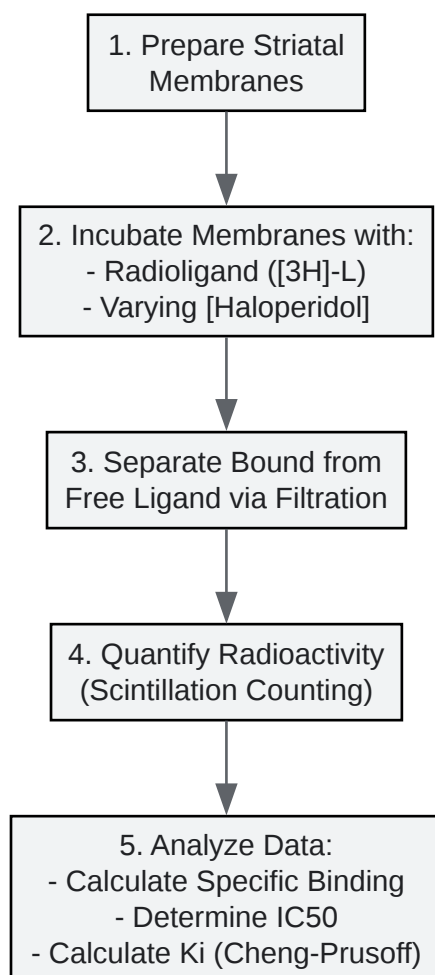 1. Prepare Striatal
Membranes
2. Incubate Membranes with:
- Radioligand ([3H]-L)
- Varying [Haloperidol]
3. Separate Bound from
Free Ligand via Filtration
4. Quantify Radioactivity
(Scintillation Counting)
5. Analyze Data:
- Calculate Specific Binding
- Determine IC50
- Calculate Ki (Cheng-Prusoff)